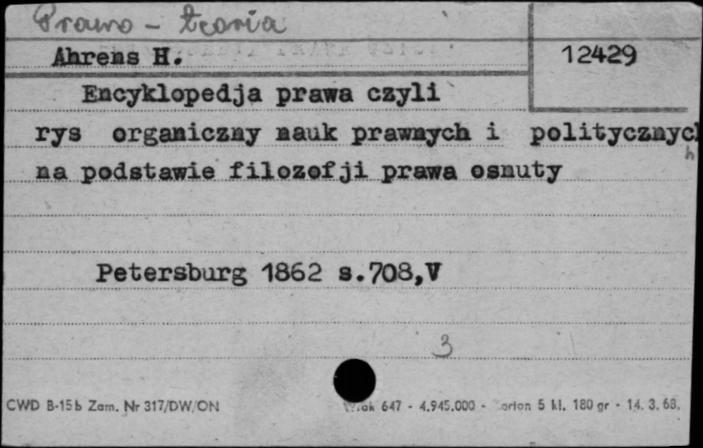 Prawo - teoria
Ahrens H.
12429
Encyklopedja prawa czyli
rys organiczny nauk prawnych i politycznych
na podstawie filozofji prawa osnuty
Petersburg 1862 s.708,V
3
CWD B-15b Zam. Nr 317/DW/ON
647 - 4.945.000 - 5 kl. 180 gr - 14. 3. 68.